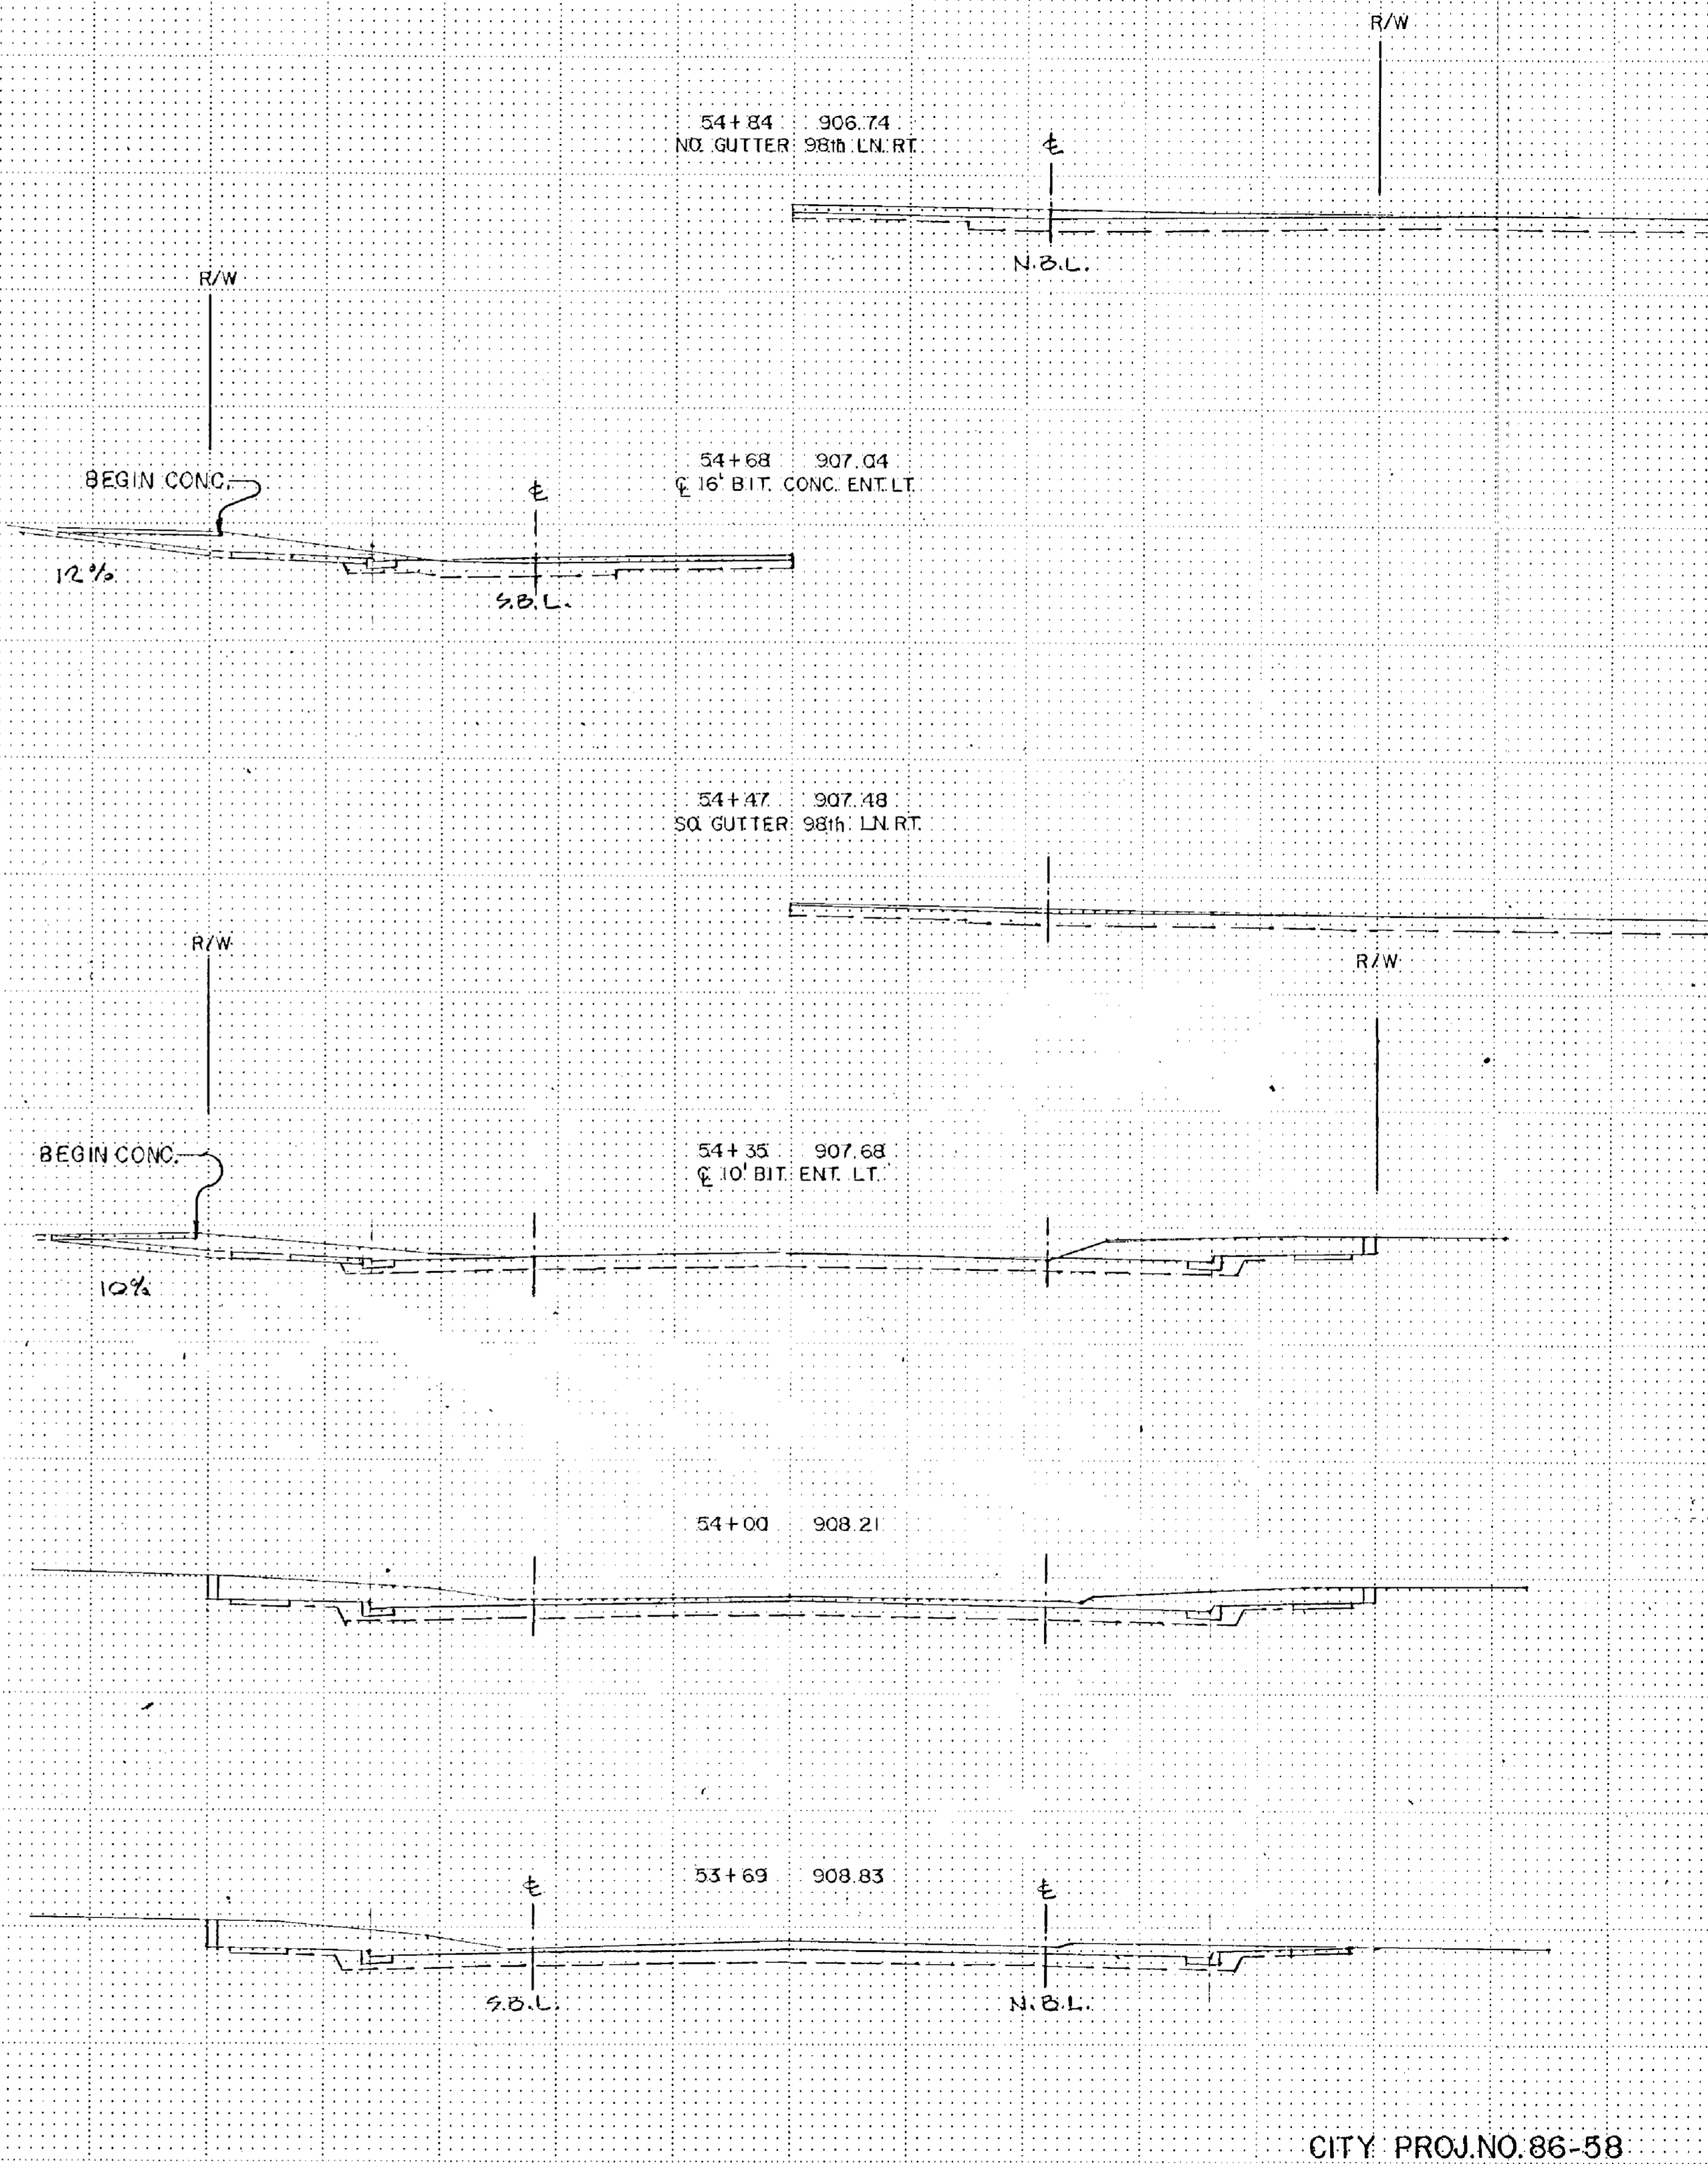 R/W
54+84 906.74
NO. GUTTER 98th LN. RT.
℄
N.B.L.
R/W
54+68 907.04
℄ 16' BIT. CONC. ENT. LT.
BEGIN CONC.
℄
12%
S.B.L.
54+47 907.48
SO. GUTTER 98th LN. RT.
R/W
R/W
54+35 907.68
℄ 10' BIT. ENT. LT.
BEGIN CONC.
10%
54+00 908.21
53+69 908.83
℄
℄
S.B.L.
N.B.L.
CITY PROJ. NO. 86-58